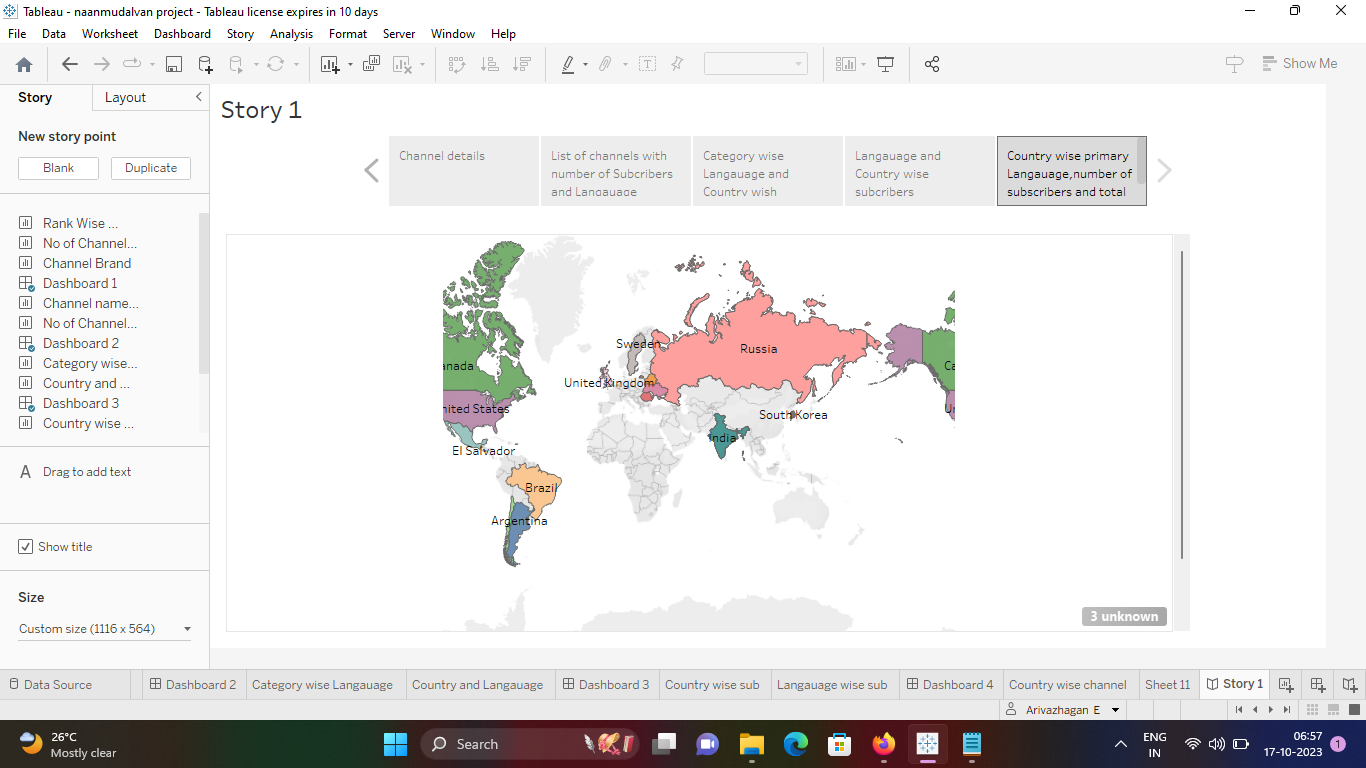 Tableau - naanmudalvan project - Tableau license expires in 10 days
File Data Worksheet Dashboard Story Analysis Format Server Window Help
Show Me
Story Layout
Story 1
New story point
Blank Duplicate
Channel details
List of channels with
number of Subcribers
and Langauage
Category wise
Langauage and
Country wish
Langauage and
Country wise
subcribers
Country wise primary
Langauage,number of
subscribers and total
Rank Wise ...
No of Channel...
Channel Brand
Dashboard 1
Channel name...
No of Channel...
Dashboard 2
Category wise...
Country and ...
Dashboard 3
Country wise ...
A Drag to add text
Show title
Size
Custom size (1116 x 564)
Sweden
Russia
anada
Ca
United Kingdom
nited States
U
South Korea
India
El Salvador
Brazil
Argentina
3 unknown
Data Source Dashboard 2 Category wise Langauage Country and Langauage Dashboard 3 Country wise sub Langauage wise sub Dashboard 4 Country wise channel Sheet 11 Story 1
Arivazhagan E
26°C
Mostly clear
Search
ENG
IN
06:57
17-10-2023
1